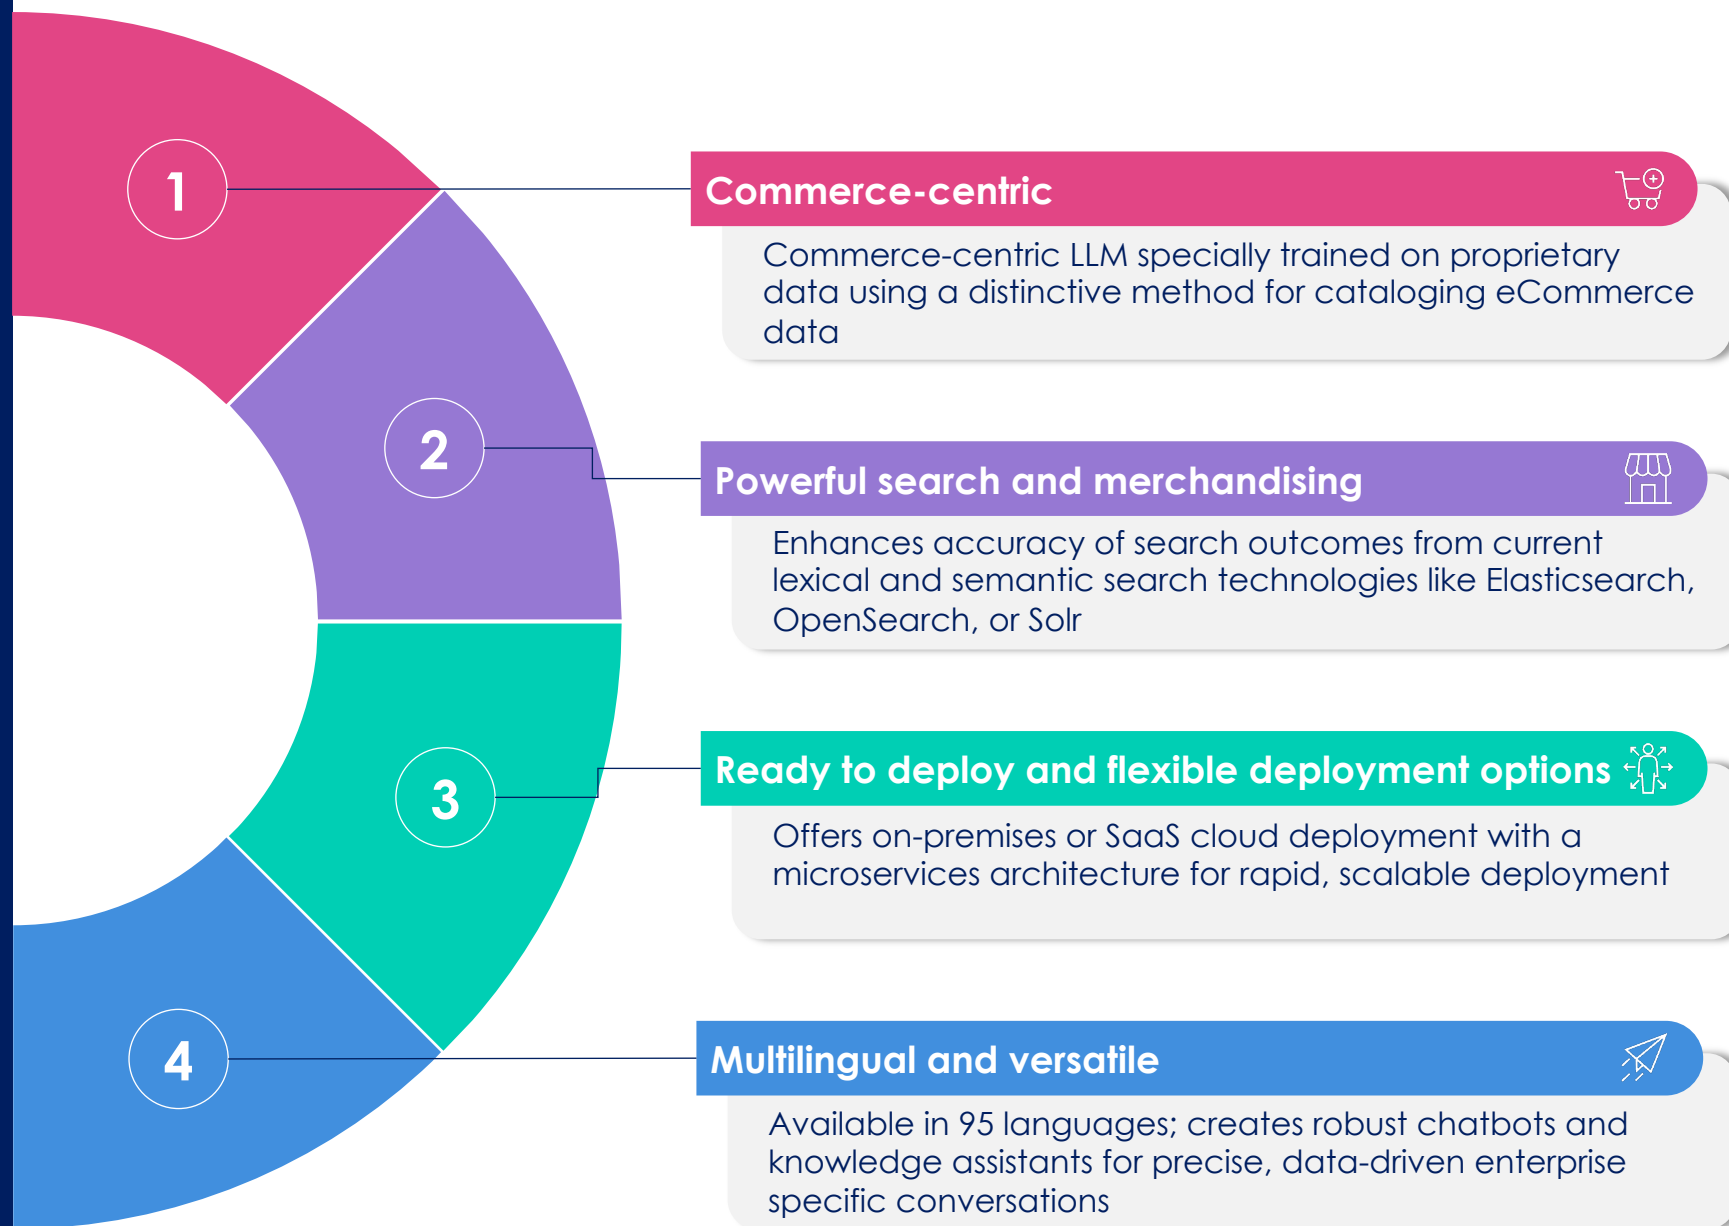 1
Commerce-centric
Commerce-centric LLM specially trained on proprietary
data using a distinctive method for cataloging eCommerce
data
2
Powerful search and merchandising
Enhances accuracy of search outcomes from current
lexical and semantic search technologies like Elasticsearch,
OpenSearch, or Solr
3
Ready to deploy and flexible deployment options
Offers on-premises or SaaS cloud deployment with a
microservices architecture for rapid, scalable deployment
4
Multilingual and versatile
Available in 95 languages; creates robust chatbots and
knowledge assistants for precise, data-driven enterprise
specific conversations